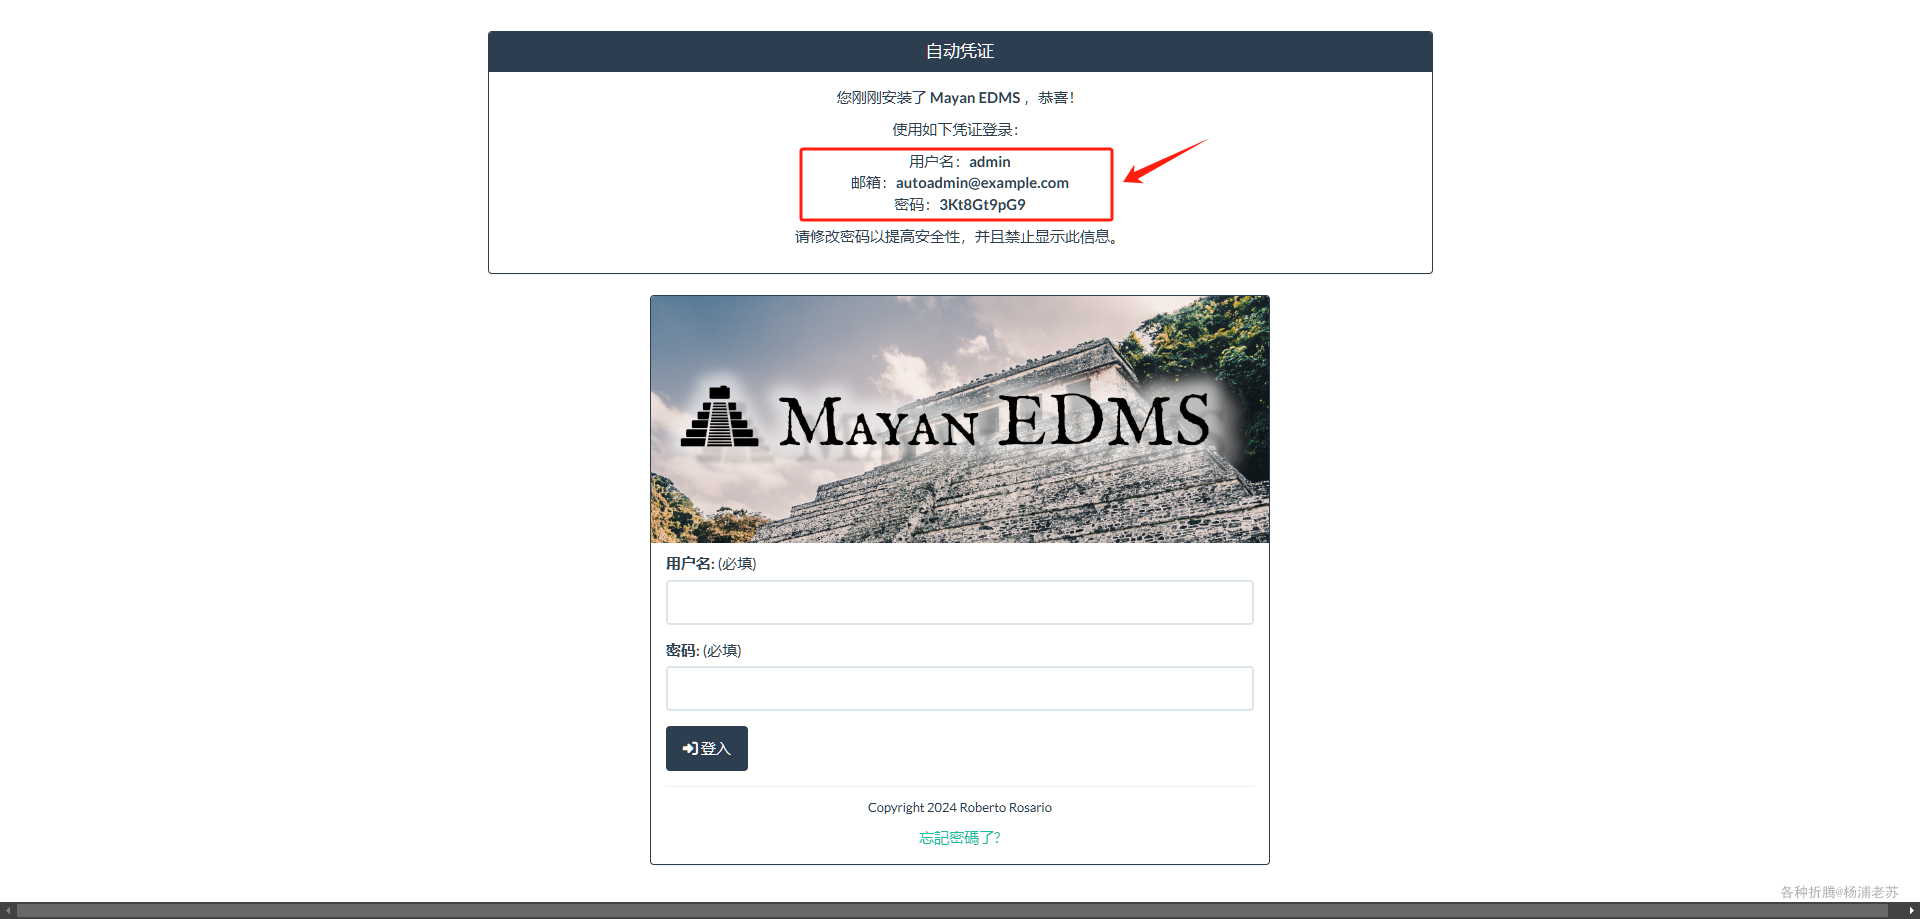 自动凭证
您刚刚安装了 Mayan EDMS ，恭喜！
使用如下凭证登录：
用户名：admin
邮箱：autoadmin@example.com
密码：3Kt8Gt9pG9
请修改密码以提高安全性，并且禁止显示此信息。
MAYAN EDMS
用户名: (必填)
密码: (必填)
登入
Copyright 2024 Roberto Rosario
忘記密碼了?
各种折腾@杨浦老苏